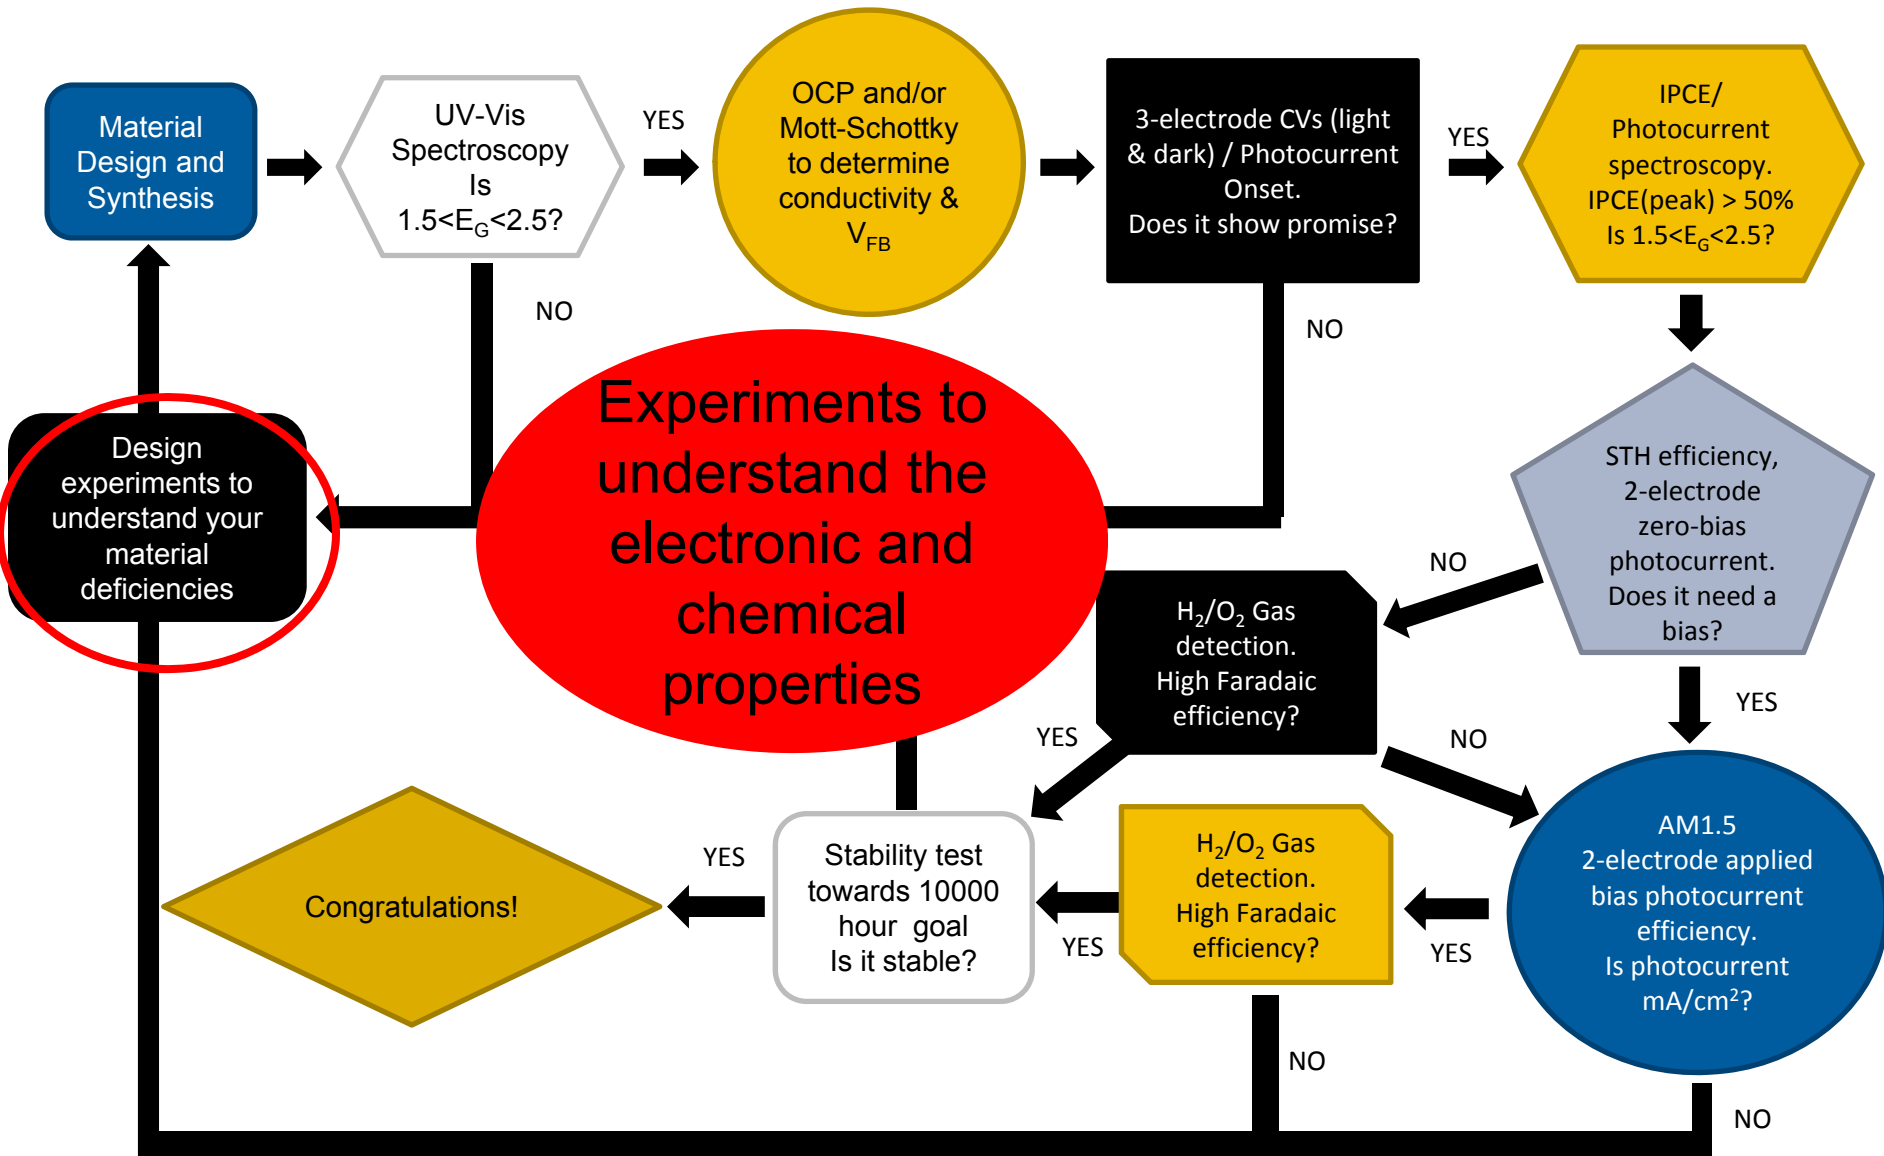 Material
Design and
Synthesis
UV-Vis
Spectroscopy
Is
1.5<E_G<2.5?
YES
NO
OCP and/or
Mott-Schottky
to determine
conductivity &
V_FB
3-electrode CVs (light
& dark) / Photocurrent
Onset.
Does it show promise?
YES
NO
IPCE/
Photocurrent
spectroscopy.
IPCE(peak) > 50%
Is 1.5<E_G<2.5?
Design
experiments to
understand your
material
deficiencies
Experiments to
understand the
electronic and
chemical
properties
STH efficiency,
2-electrode
zero-bias
photocurrent.
Does it need a
bias?
NO
YES
H₂/O₂ Gas
detection.
High Faradaic
efficiency?
YES
NO
AM1.5
2-electrode applied
bias photocurrent
efficiency.
Is photocurrent
mA/cm²?
YES
NO
H₂/O₂ Gas
detection.
High Faradaic
efficiency?
YES
NO
Stability test
towards 10000
hour goal
Is it stable?
YES
Congratulations!